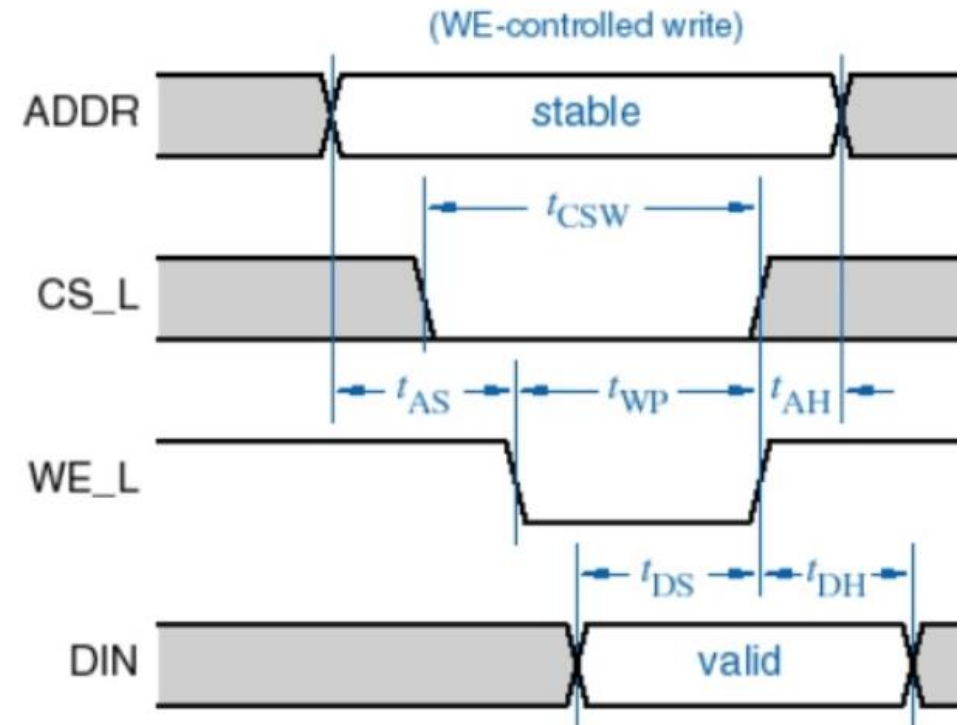 (WE-controlled write)
ADDR
stable
tCSW
CS_L
tAS
tWP
tAH
WE_L
tDS
tDH
DIN
valid